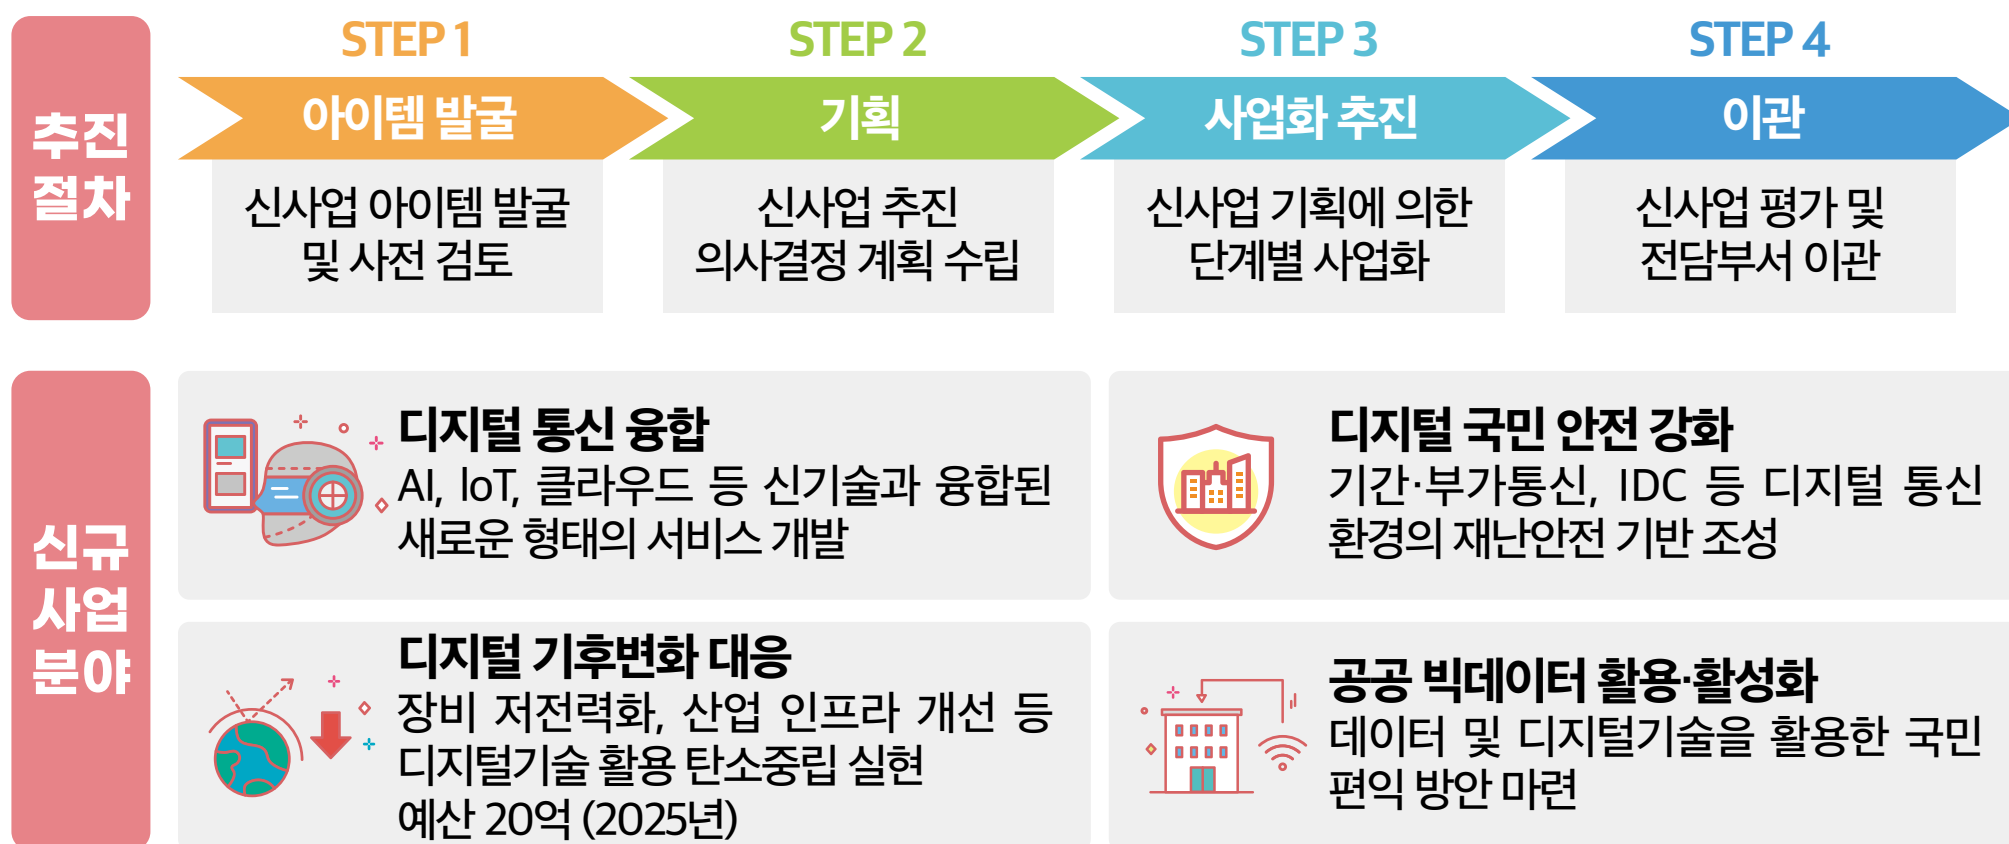 추진
절차
STEP 1
아이템 발굴
신사업 아이템 발굴
및 사전 검토
STEP 2
기획
신사업 추진
의사결정 계획 수립
STEP 3
사업화 추진
신사업 기획에 의한
단계별 사업화
STEP 4
이관
신사업 평가 및
전담부서 이관
신규
사업
분야
디지털 통신 융합
AI, IoT, 클라우드 등 신기술과 융합된
새로운 형태의 서비스 개발
디지털 국민 안전 강화
기간·부가통신, IDC 등 디지털 통신
환경의 재난안전 기반 조성
디지털 기후변화 대응
장비 저전력화, 산업 인프라 개선 등
디지털기술 활용 탄소중립 실현
예산 20억 (2025년)
공공 빅데이터 활용·활성화
데이터 및 디지털기술을 활용한 국민
편익 방안 마련